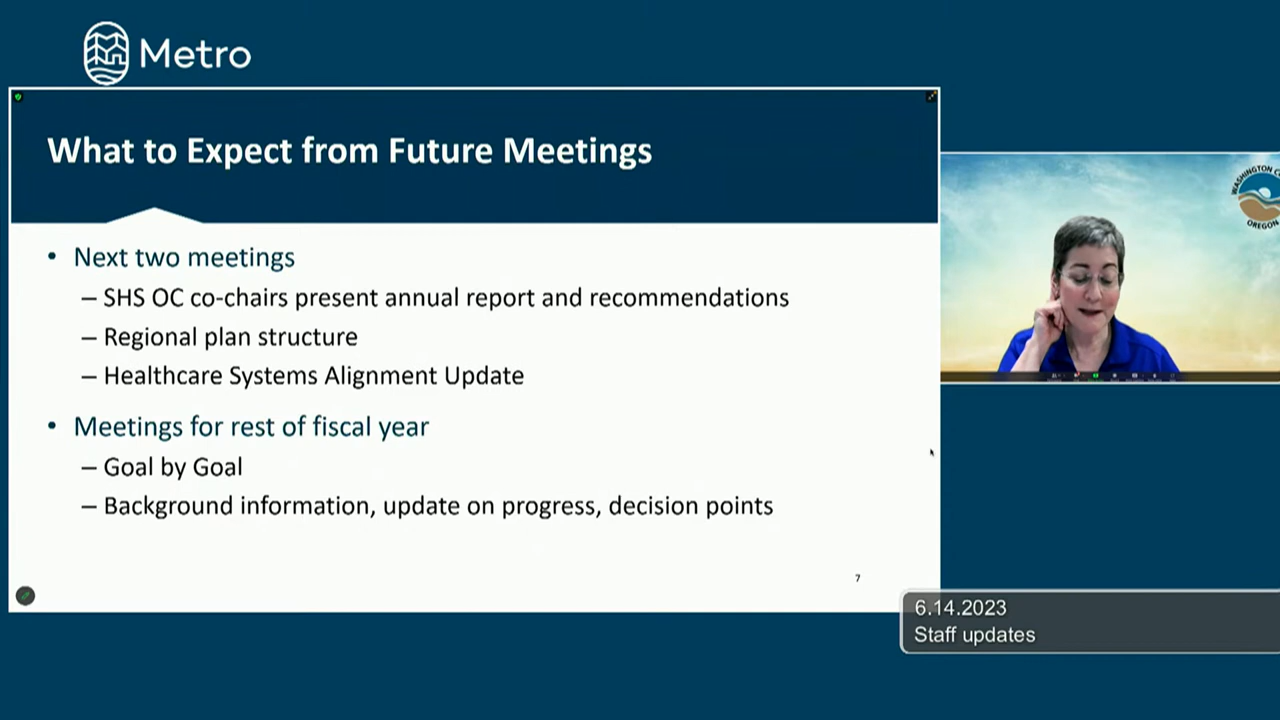 Metro
What to Expect from Future Meetings
• Next two meetings
– SHS OC co-chairs present annual report and recommendations
– Regional plan structure
– Healthcare Systems Alignment Update
• Meetings for rest of fiscal year
– Goal by Goal
– Background information, update on progress, decision points
7
WASHINGTON CO
OREGON
6.14.2023
Staff updates